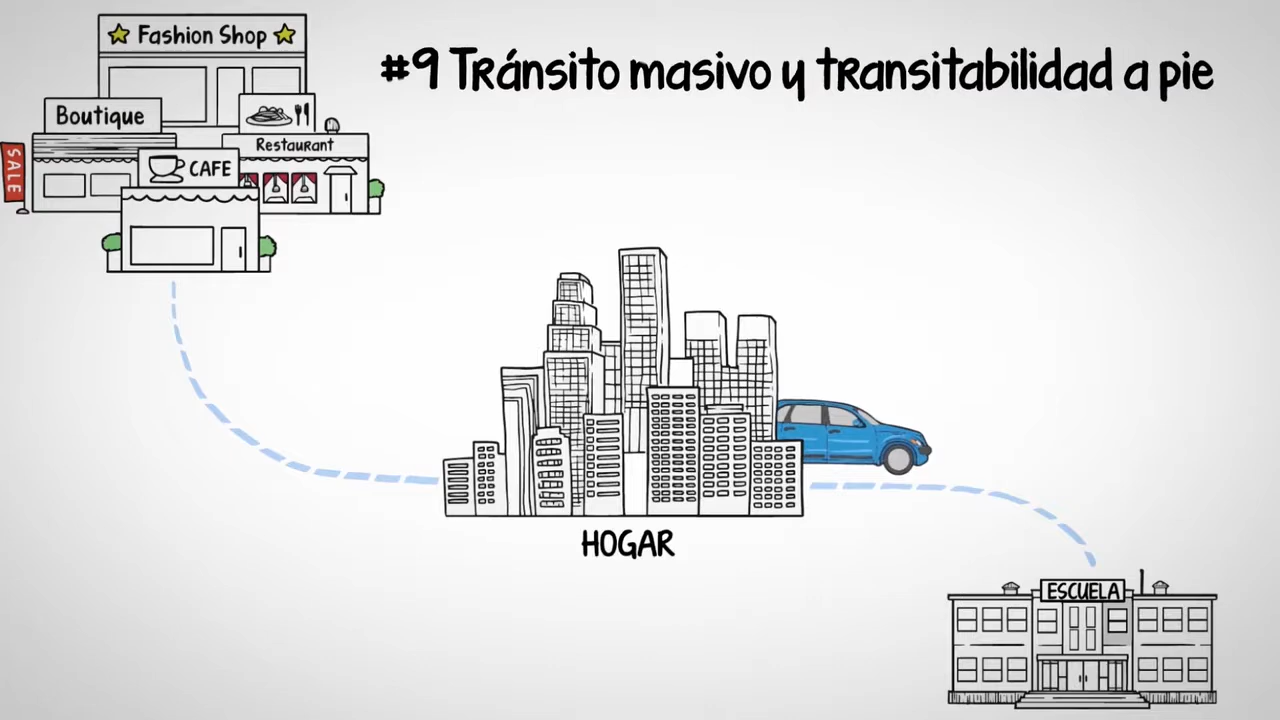 Fashion Shop
#9 Tránsito masivo y transitabilidad a pie
Boutique
Restaurant
SALE
CAFE
HOGAR
ESCUELA